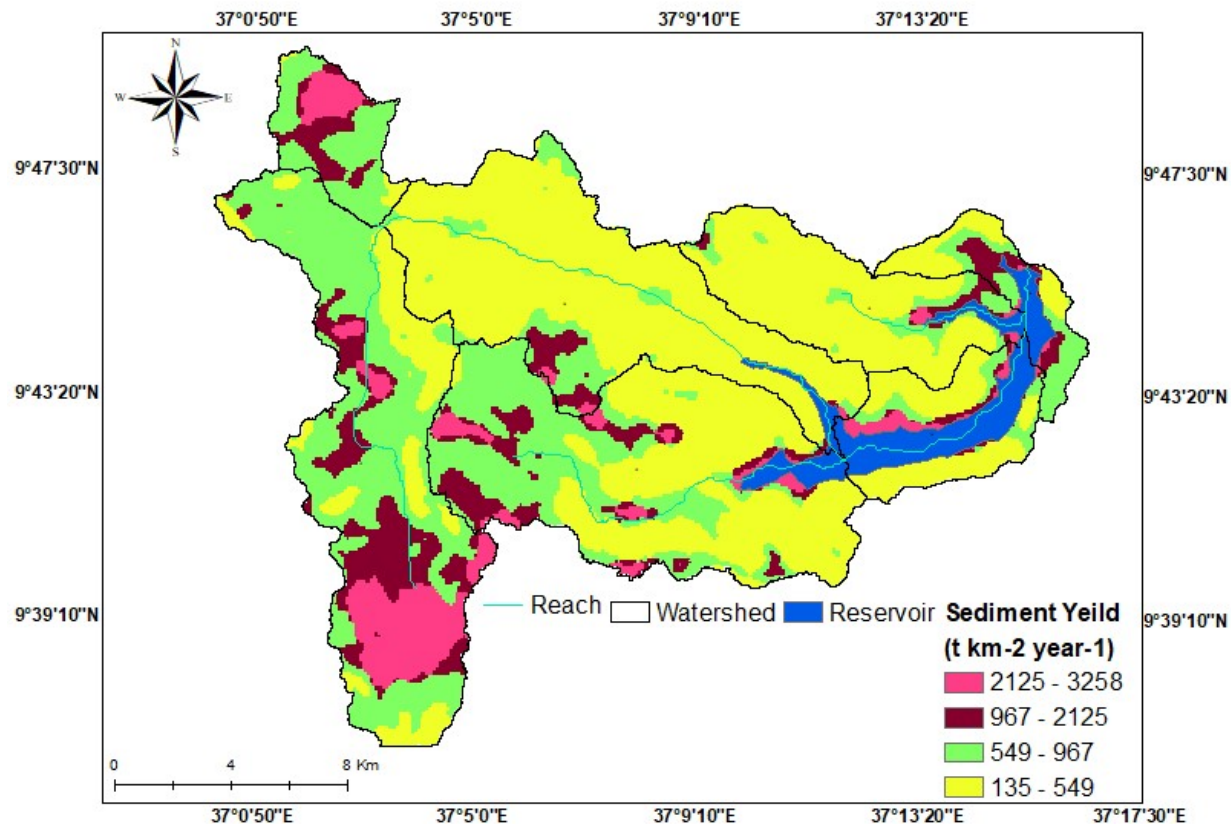 37°0'50"E 37°5'0"E 37°9'10"E 37°13'20"E
N
W E
S
9°47'30"N 9°47'30"N
9°43'20"N 9°43'20"N
9°39'10"N 9°39'10"N
Reach Watershed Reservoir Sediment Yeild
(t km-2 year-1)
2125 - 3258
967 - 2125
549 - 967
135 - 549
0 4 8 Km
37°0'50"E 37°5'0"E 37°9'10"E 37°13'20"E 37°17'30"E